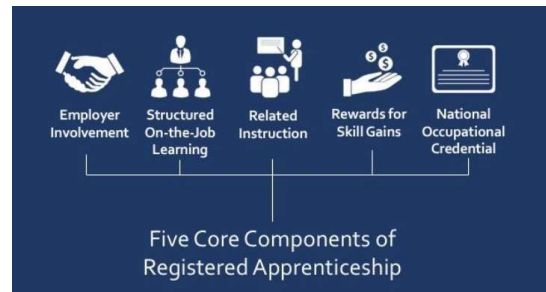 Employer
Involvement
Structured
On-the-Job
Learning
Related
Instruction
Rewards for
Skill Gains
National
Occupational
Credential
Five Core Components of
Registered Apprenticeship